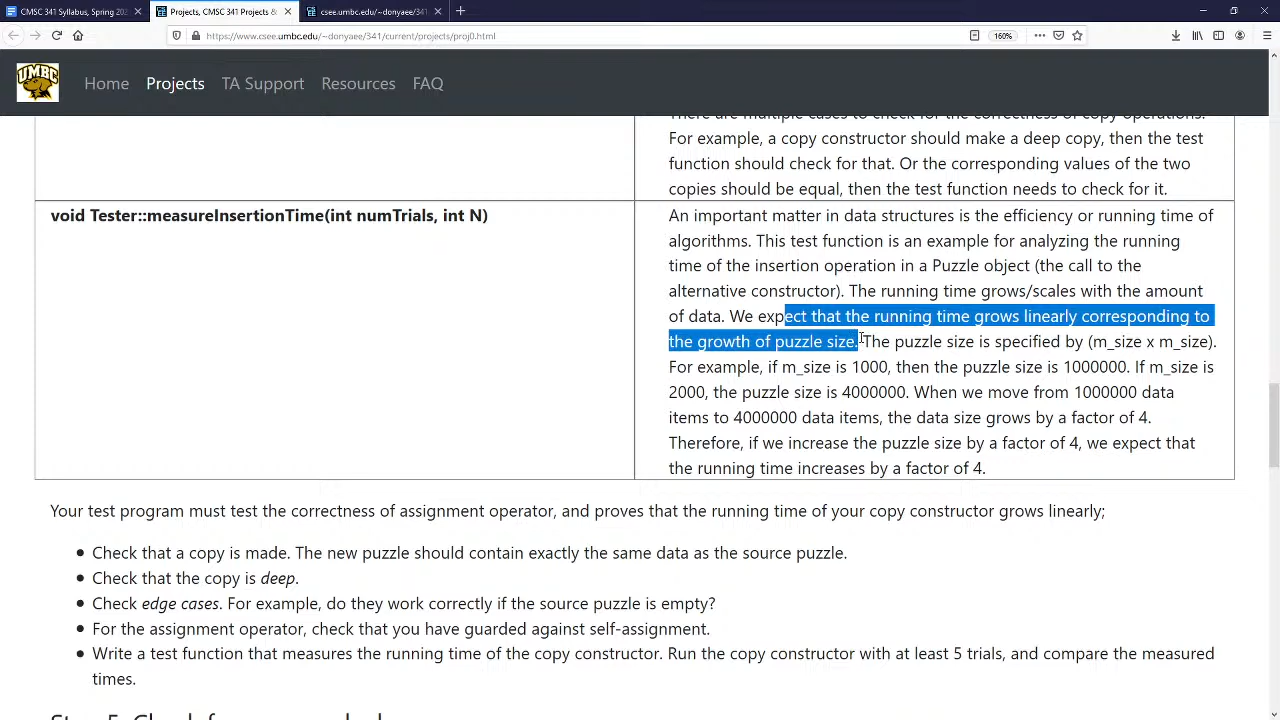 CMSC 341 Syllabus, Spring 202
Projects, CMSC 341 Projects &
csee.umbc.edu/~donyaee/341/
https://www.csee.umbc.edu/~donyaee/341/current/projects/proj0.html
160%
UMBC
Home Projects TA Support Resources FAQ
There are multiple cases to check for the correctness of copy operations.
For example, a copy constructor should make a deep copy, then the test
function should check for that. Or the corresponding values of the two
copies should be equal, then the test function needs to check for it.
void Tester::measureInsertionTime(int numTrials, int N)
An important matter in data structures is the efficiency or running time of
algorithms. This test function is an example for analyzing the running
time of the insertion operation in a Puzzle object (the call to the
alternative constructor). The running time grows/scales with the amount
of data. We expect that the running time grows linearly corresponding to
the growth of puzzle size. The puzzle size is specified by (m_size x m_size).
For example, if m_size is 1000, then the puzzle size is 1000000. If m_size is
2000, the puzzle size is 4000000. When we move from 1000000 data
items to 4000000 data items, the data size grows by a factor of 4.
Therefore, if we increase the puzzle size by a factor of 4, we expect that
the running time increases by a factor of 4.
Your test program must test the correctness of assignment operator, and proves that the running time of your copy constructor grows linearly;
Check that a copy is made. The new puzzle should contain exactly the same data as the source puzzle.
Check that the copy is deep.
Check edge cases. For example, do they work correctly if the source puzzle is empty?
For the assignment operator, check that you have guarded against self-assignment.
Write a test function that measures the running time of the copy constructor. Run the copy constructor with at least 5 trials, and compare the measured
times.